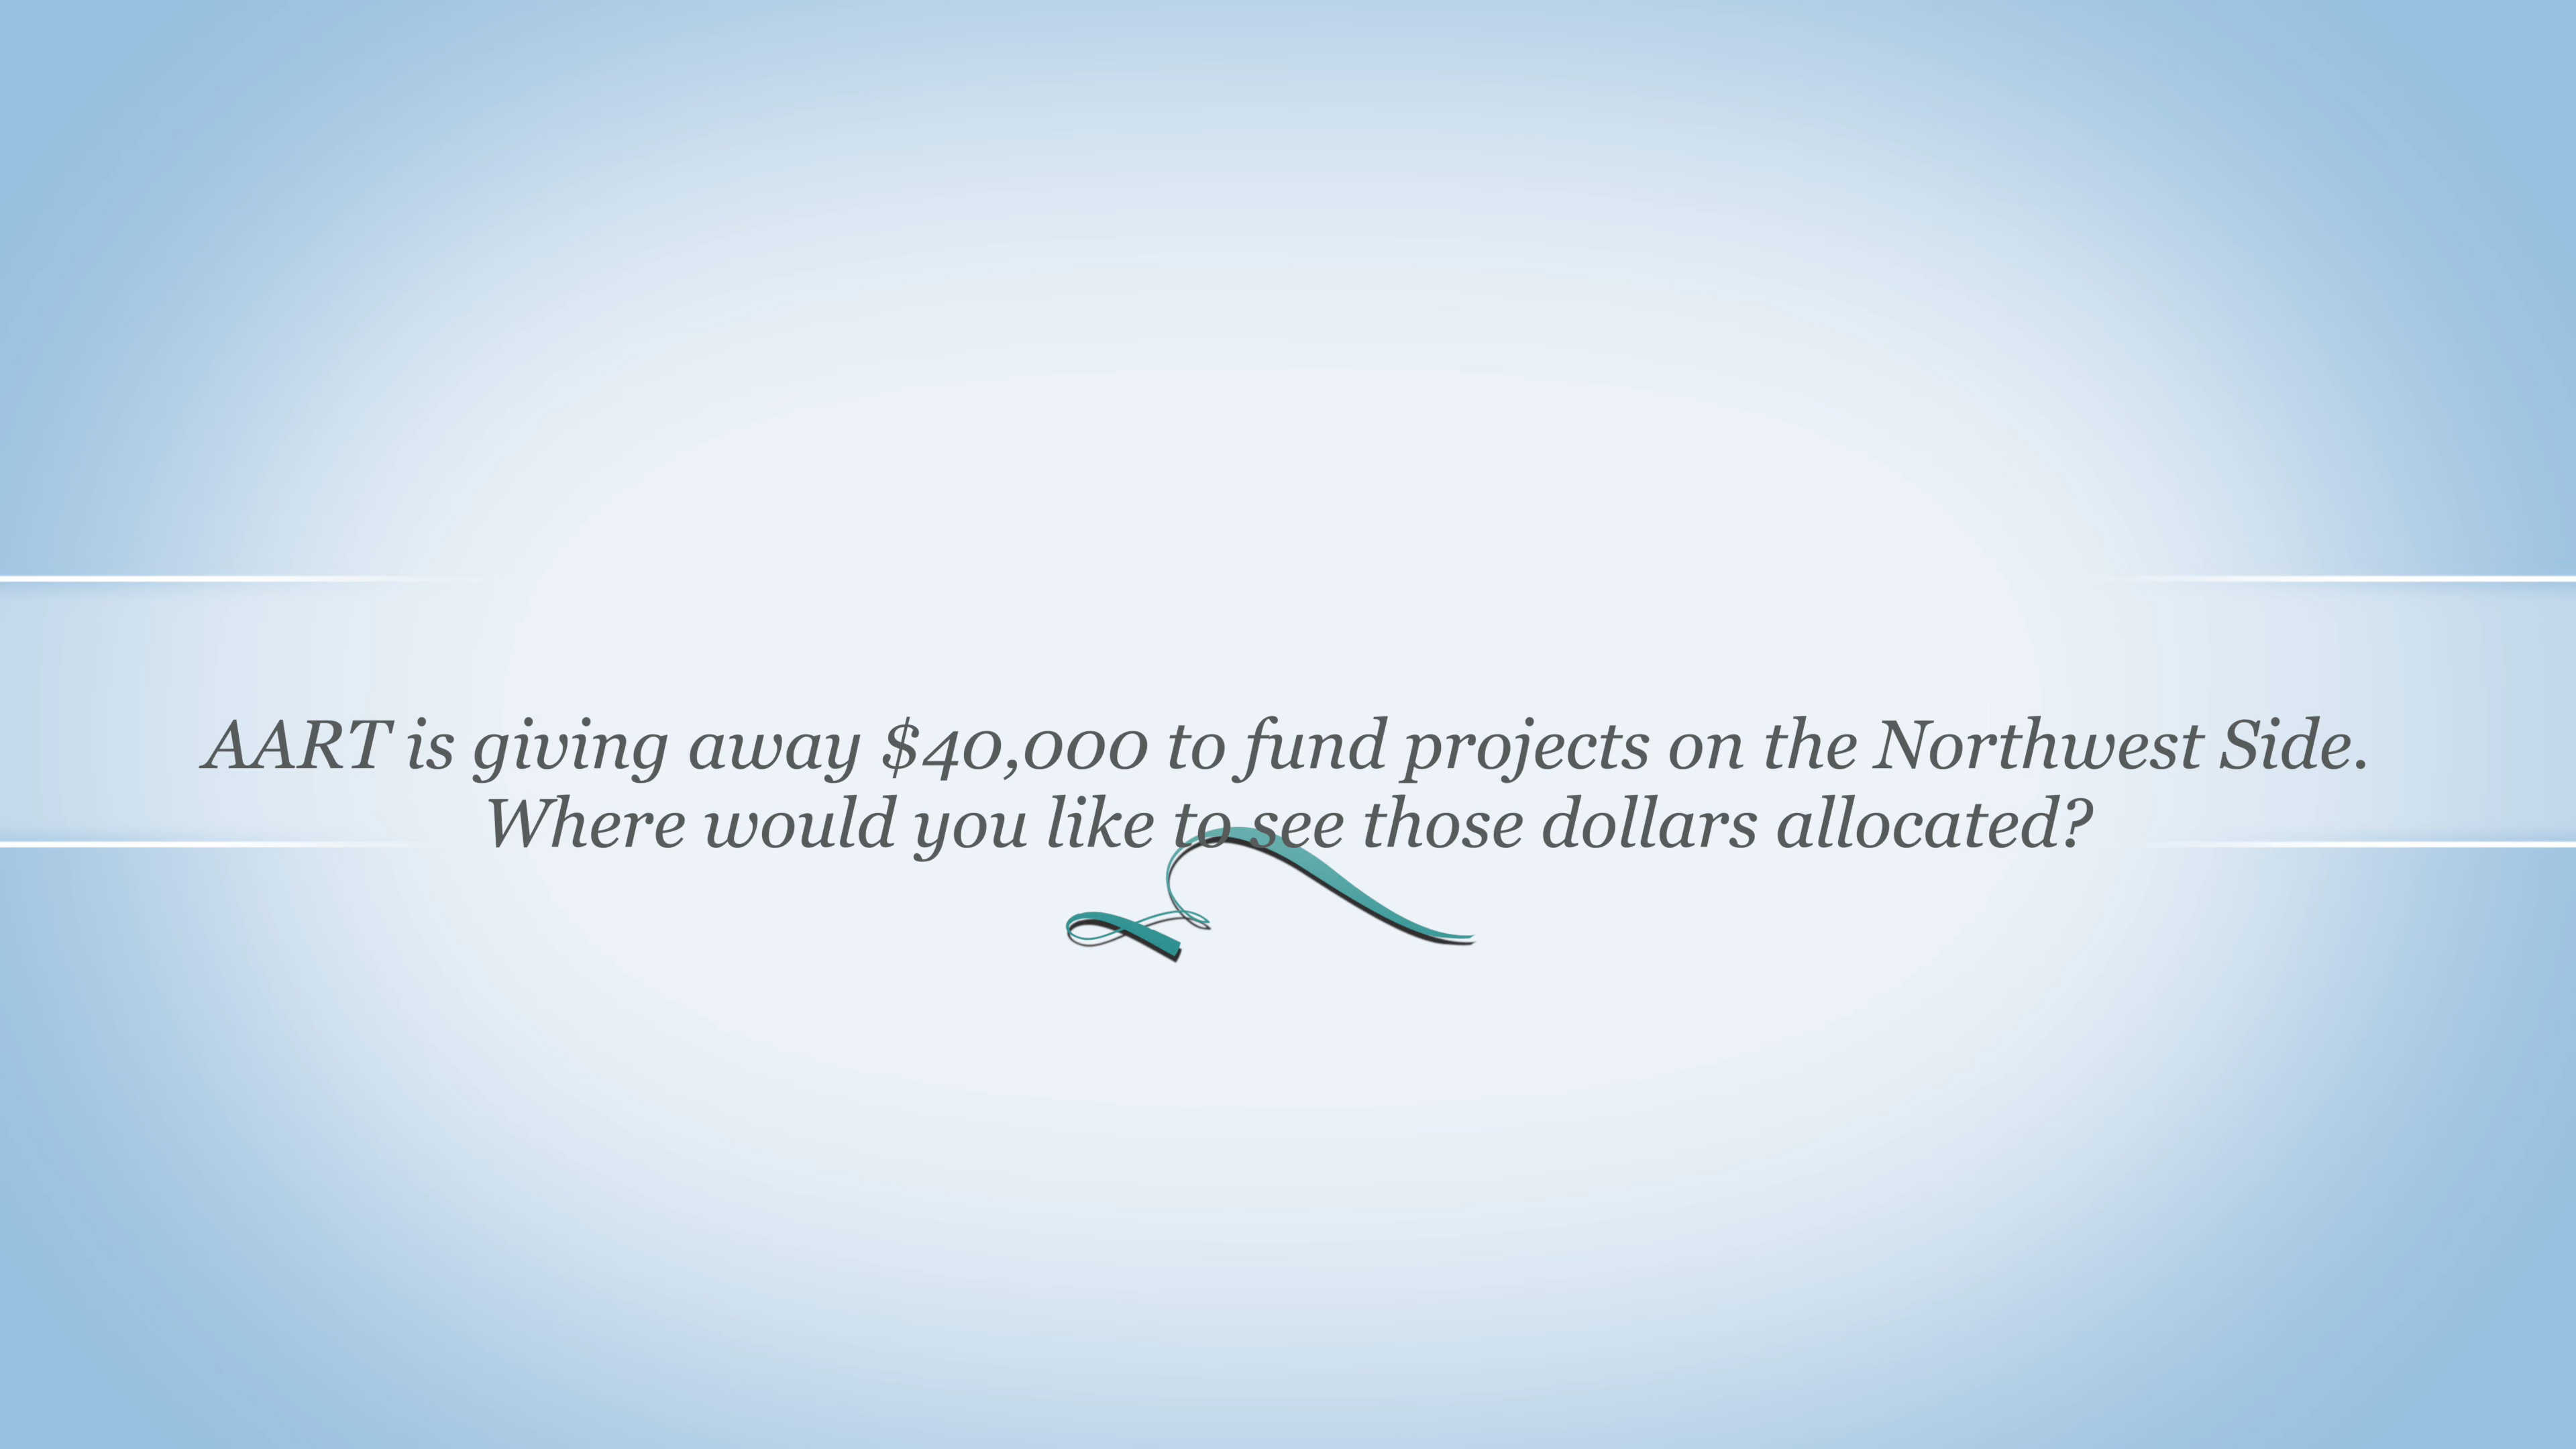 AART is giving away $40,000 to fund projects on the Northwest Side.
Where would you like to see those dollars allocated?